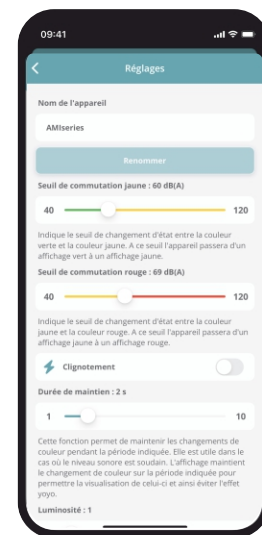 09:41
Réglages
Nom de l'appareil
AMIseries
Renommer
Seuil de commutation jaune : 60 dB(A)
40 120
Indique le seuil de changement d'état entre la couleur
verte et la couleur jaune. A ce seuil l'appareil passera d'un
affichage vert à un affichage jaune.
Seuil de commutation rouge : 69 dB(A)
40 120
Indique le seuil de changement d'état entre la couleur
jaune et la couleur rouge. A ce seuil l'appareil passera d'un
affichage jaune à un affichage rouge.
Clignotement
Durée de maintien : 2 s
1 10
Cette fonction permet de maintenir les changements de
couleur pendant la période indiquée. Elle est utile dans le
cas où le niveau sonore est soudain. L'affichage maintient
le changement de couleur sur la période indiquée pour
permettre la visualisation de celui-ci et ainsi éviter l'effet
yoyo.
Luminosité : 1